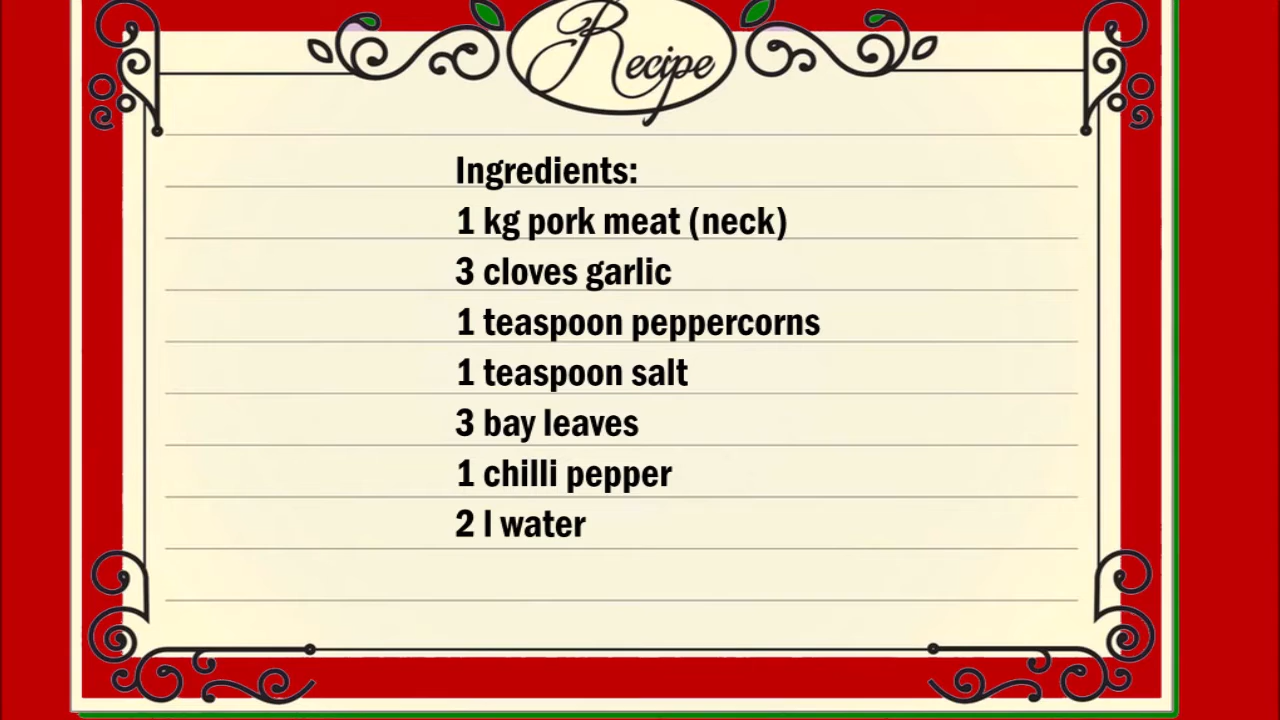 Recipe
Ingredients:
1 kg pork meat (neck)
3 cloves garlic
1 teaspoon peppercorns
1 teaspoon salt
3 bay leaves
1 chilli pepper
2 l water